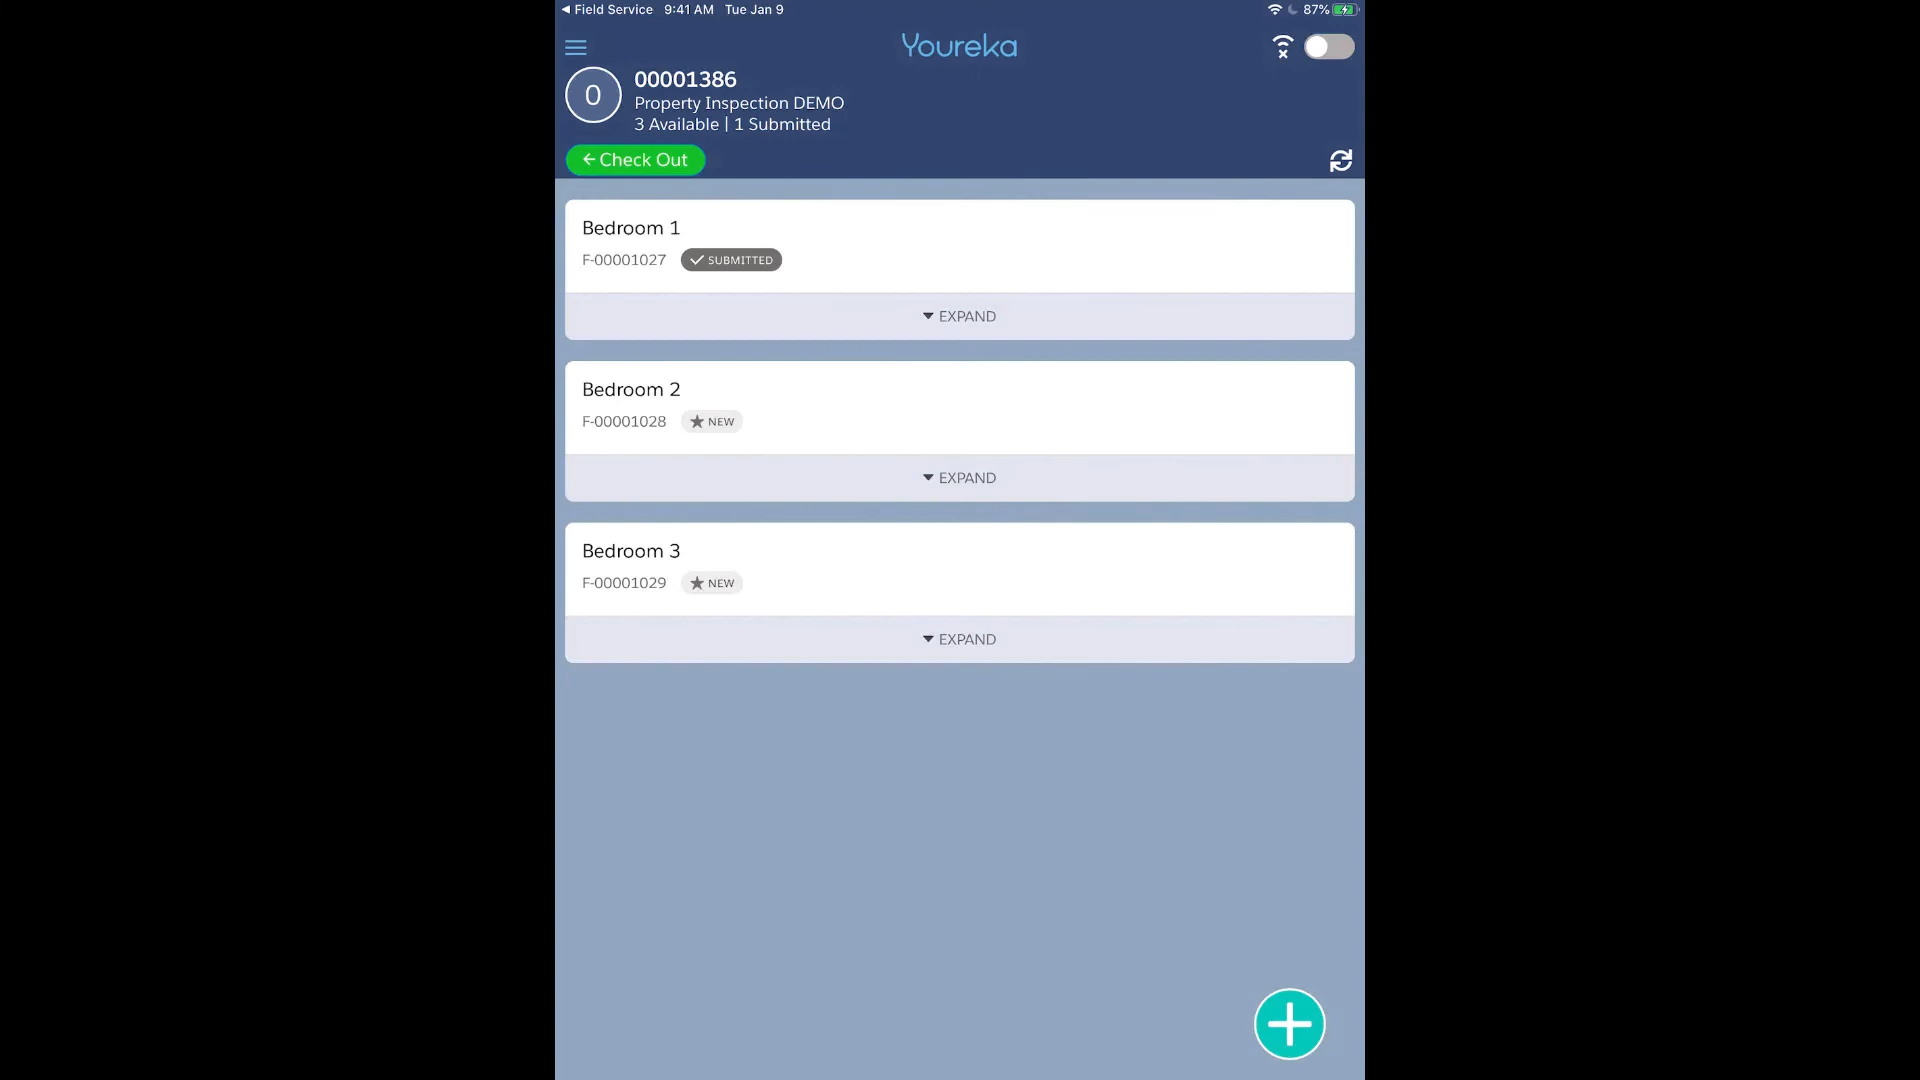 Field Service 9:41 AM Tue Jan 9 87%
Youreka
0
00001386
Property Inspection DEMO
3 Available | 1 Submitted
Check Out
Bedroom 1
F-00001027 SUBMITTED
EXPAND
Bedroom 2
F-00001028 NEW
EXPAND
Bedroom 3
F-00001029 NEW
EXPAND